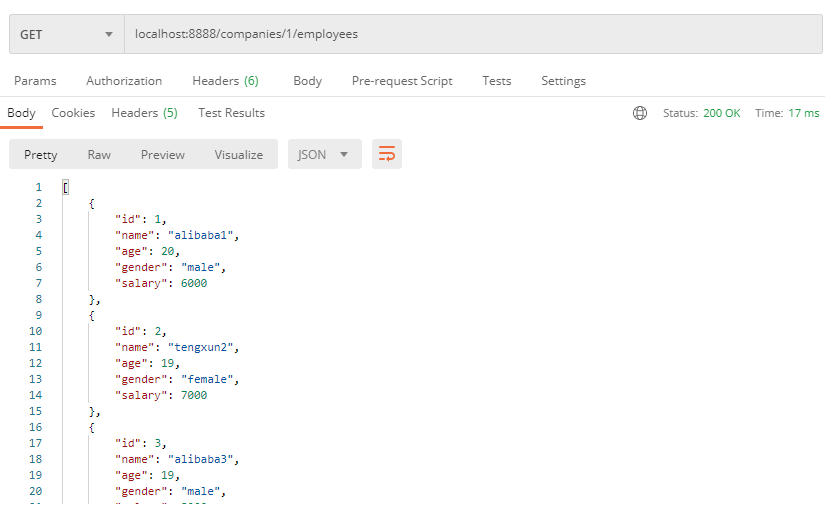 GET localhost:8888/companies/1/employees
Params Authorization Headers (6) Body Pre-request Script Tests Settings
Body Cookies Headers (5) Test Results Status: 200 OK Time: 17 ms
Pretty Raw Preview Visualize JSON
1 [
2 {
3 "id": 1,
4 "name": "alibaba1",
5 "age": 20,
6 "gender": "male",
7 "salary": 6000
8 },
9 {
10 "id": 2,
11 "name": "tengxun2",
12 "age": 19,
13 "gender": "female",
14 "salary": 7000
15 },
16 {
17 "id": 3,
18 "name": "alibaba3",
19 "age": 19,
20 "gender": "male",